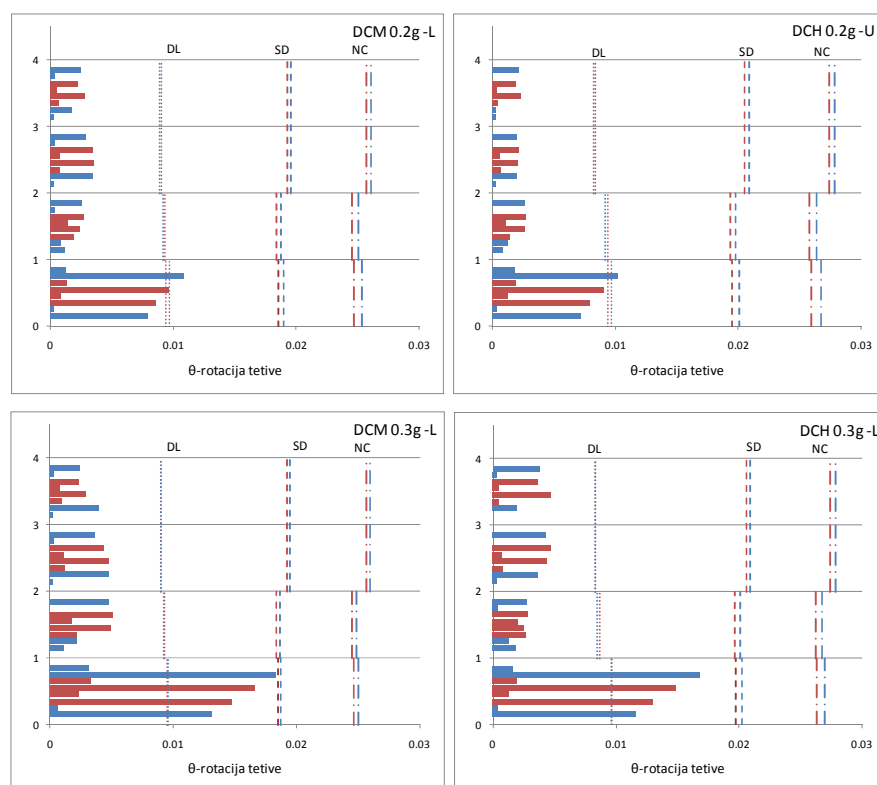 DCM 0.2g -L
DL SD NC
4
3
2
1
0
0 0.01 0.02 0.03
θ-rotacija tetive
DCH 0.2g -U
DL SD NC
4
3
2
1
0
0 0.01 0.02 0.03
θ-rotacija tetive
DCM 0.3g -L
DL SD NC
4
3
2
1
0
0 0.01 0.02 0.03
θ-rotacija tetive
DCH 0.3g -L
DL SD NC
4
3
2
1
0
0 0.01 0.02 0.03
θ-rotacija tetive